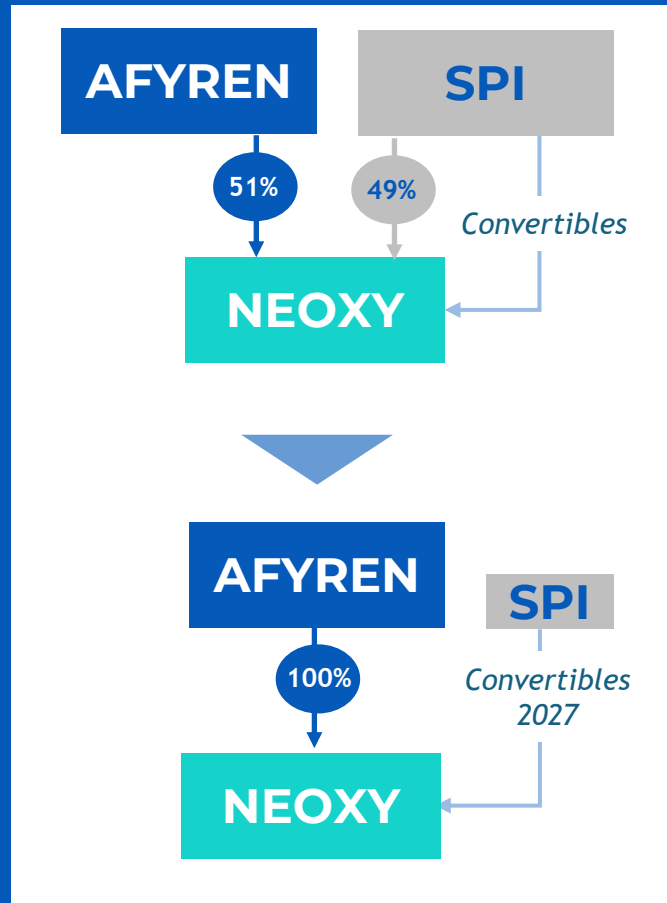 AFYREN
SPI
51%
49%
Convertibles
NEOXY
AFYREN
SPI
100%
Convertibles
2027
NEOXY